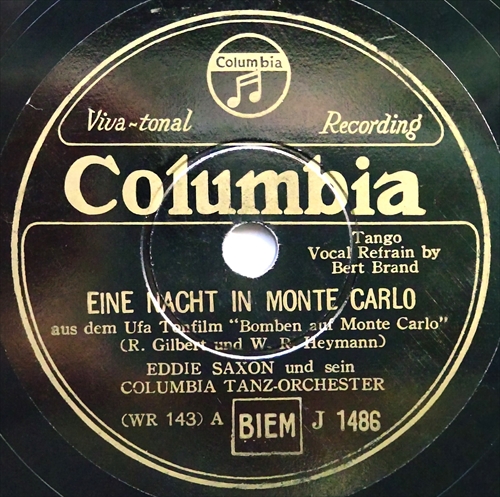 Columbia
Viva-tonal Recording
Columbia
Tango
Vocal Refrain by
Bert Brand
EINE NACHT IN MONTE CARLO
aus dem Ufa Tonfilm "Bomben auf Monte Carlo"
(R. Gilbert und W. R. Heymann)
EDDIE SAXON und sein
COLUMBIA TANZ-ORCHESTER
(WR 143) A BIEM J 1486